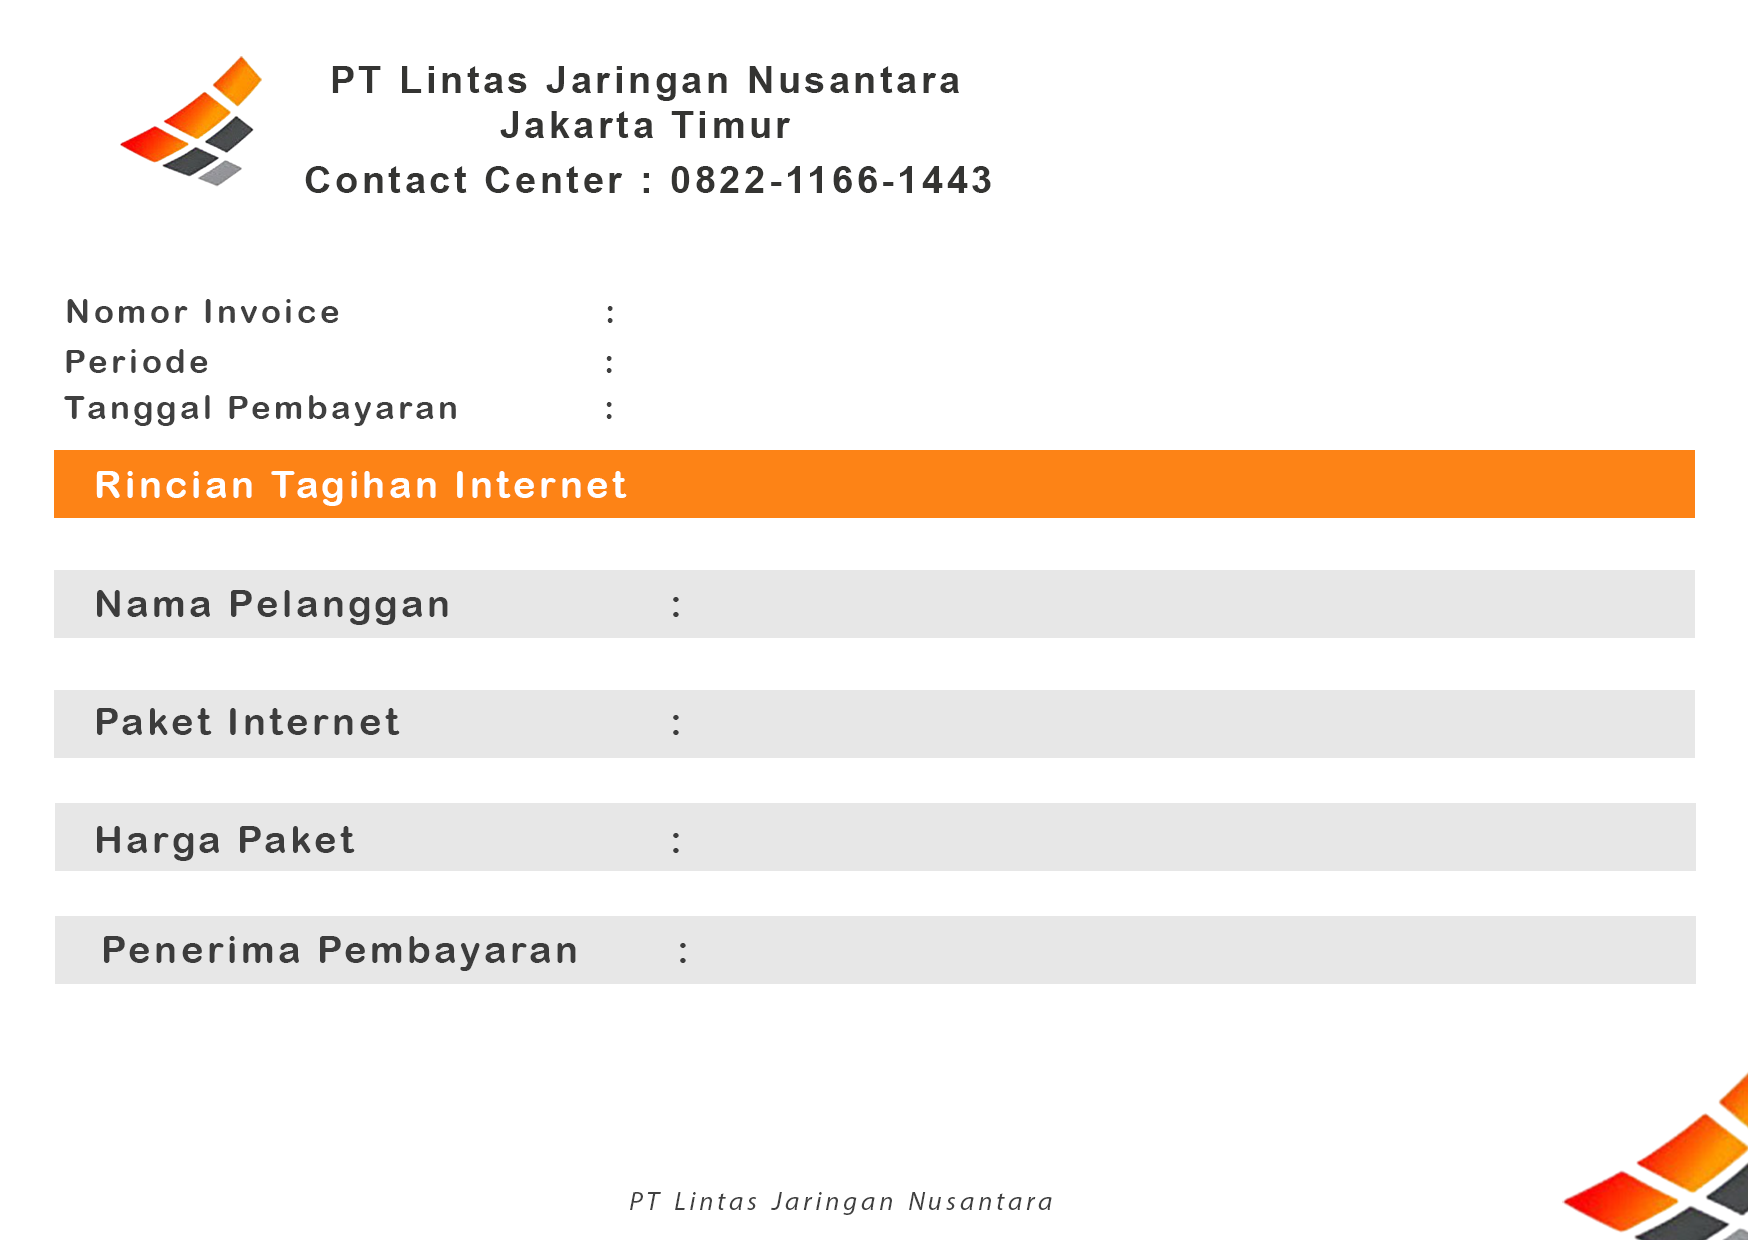 PT Lintas Jaringan Nusantara
Jakarta Timur
Contact Center : 0822-1166-1443
Nomor Invoice :
Periode :
Tanggal Pembayaran :
Rincian Tagihan Internet
Nama Pelanggan :
Paket Internet :
Harga Paket :
Penerima Pembayaran :
PT Lintas Jaringan Nusantara